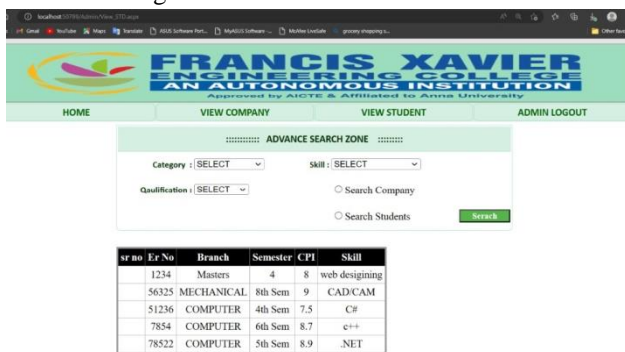 localhost:50799/Admin/View_STD.aspx
Gmail YouTube Maps Translate ASUS Software Port... MyASUS Software -... McAfee LiveSafe grocery shopping s... Other favo
FRANCIS XAVIER
ENGINEERING COLLEGE
AN AUTONOMOUS INSTITUTION
Approved by AICTE & Affiliated to Anna University
HOME VIEW COMPANY VIEW STUDENT ADMIN LOGOUT
:::::::::::: ADVANCE SEARCH ZONE :::::::::
Category : SELECT Skill : SELECT
Qaulification : SELECT Search Company
Search Students Serach
sr no Er No Branch Semester CPI Skill
1234 Masters 4 8 web desigining
56325 MECHANICAL 8th Sem 9 CAD/CAM
51236 COMPUTER 4th Sem 7.5 C#
7854 COMPUTER 6th Sem 8.7 c++
78522 COMPUTER 5th Sem 8.9 .NET